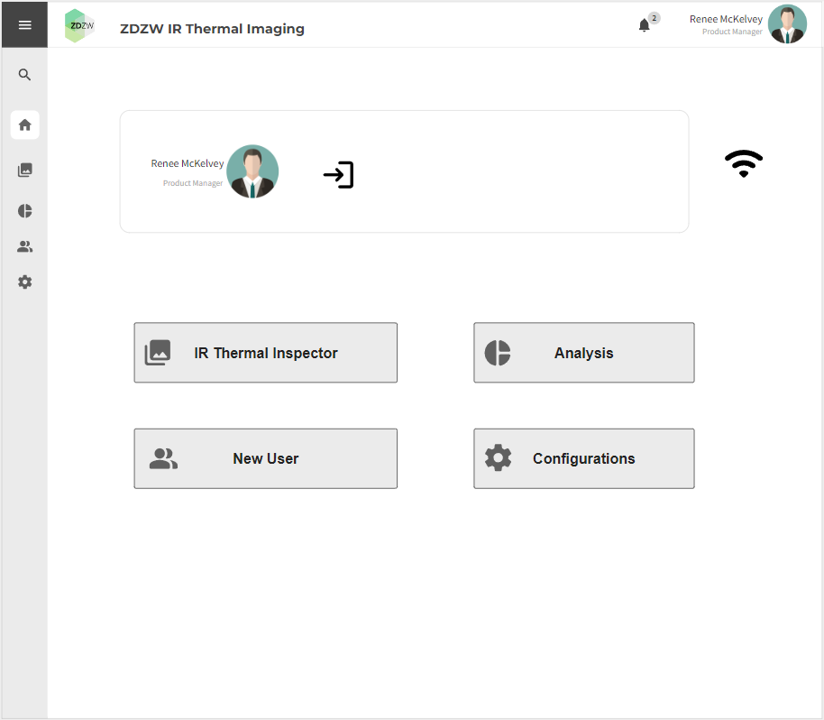 ZDZW
ZDZW IR Thermal Imaging
2
Renee McKelvey
Product Manager
Renee McKelvey
Product Manager
IR Thermal Inspector
Analysis
New User
Configurations